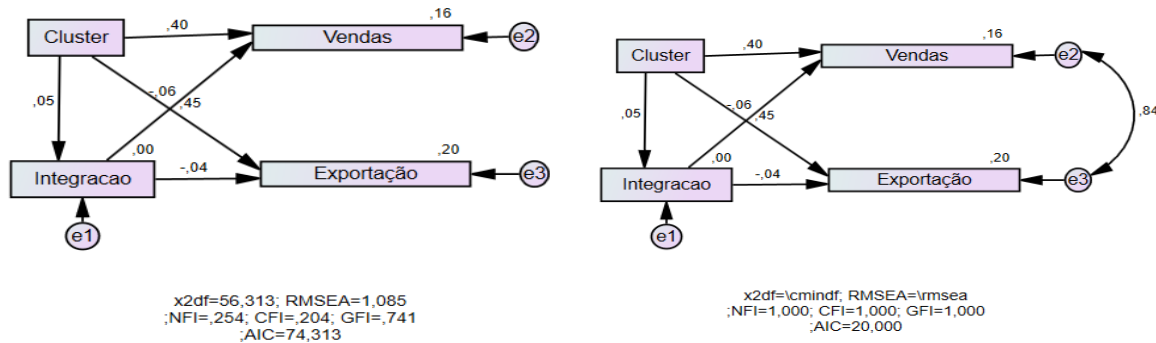 ,16
Cluster
,40
Vendas
e2
,05
-,06
,45
,00
,20
Integracao
-,04
Exportação
e3
e1
x2df=56,313; RMSEA=1,085
;NFI=,254; CFI=,204; GFI=,741
;AIC=74,313
,16
Cluster
,40
Vendas
e2
,05
-,06
,45
,84
,00
,20
Integracao
-,04
Exportação
e3
e1
x2df=\cmindf; RMSEA=\rmsea
;NFI=1,000; CFI=1,000; GFI=1,000
;AIC=20,000